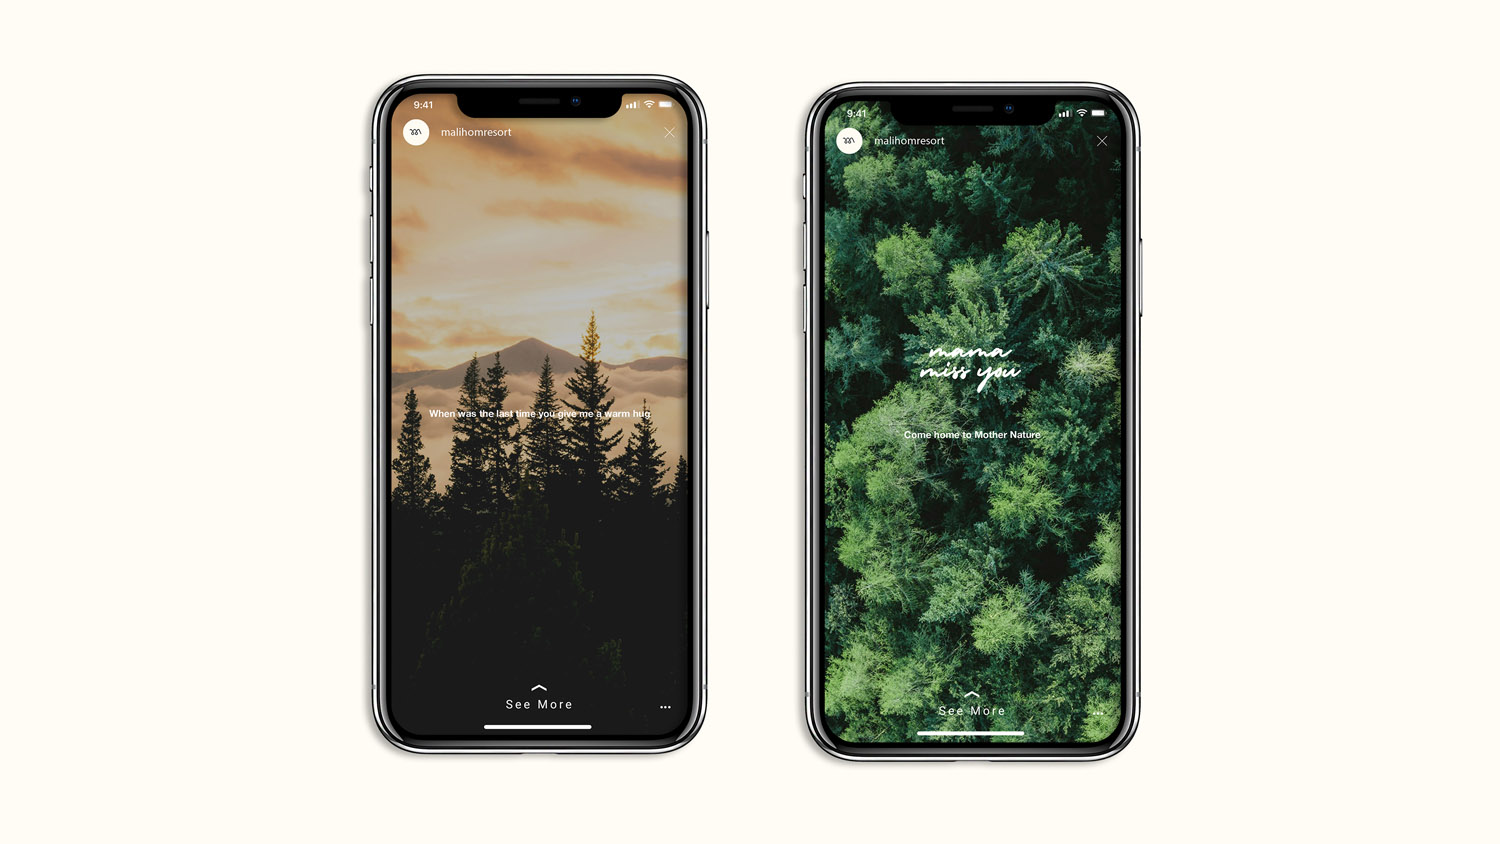 9:41
malihomresort
When was the last time you give me a warm hug
See More
9:41
malihomresort
mama
miss you
Come home to Mother Nature
See More